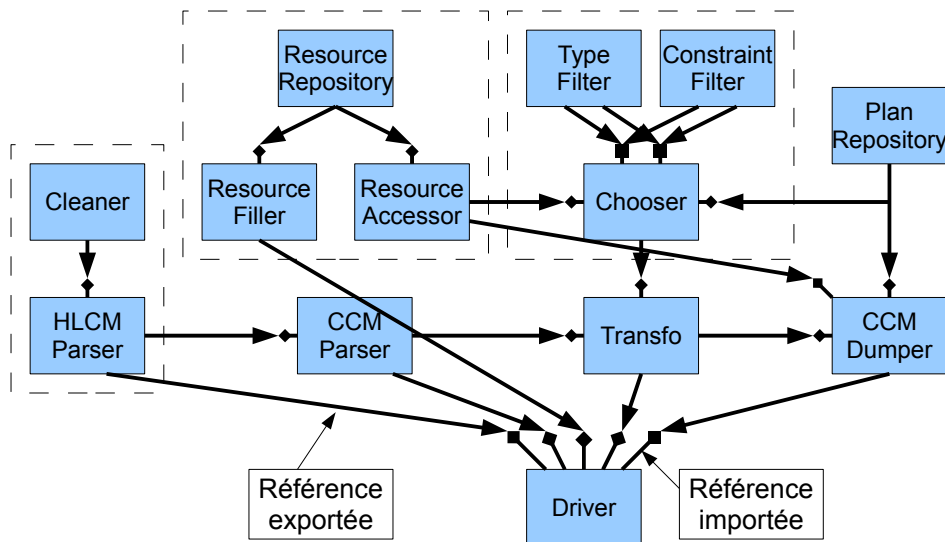 Resource
Repository
Type
Filter
Constraint
Filter
Plan
Repository
Cleaner
Resource
Filler
Resource
Accessor
Chooser
HLCM
Parser
CCM
Parser
Transfo
CCM
Dumper
Référence
exportée
Driver
Référence
importée